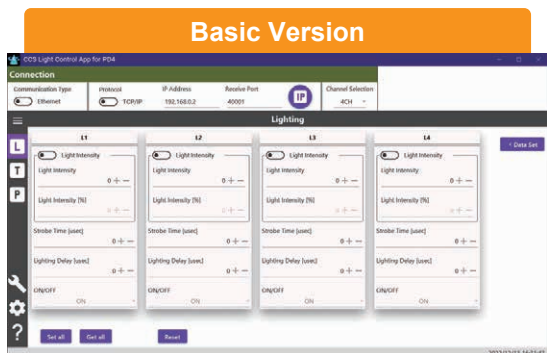 Basic Version
CCS Light Control App for PD4
Connection
Communication Type Protocol IP Address Receive Port Channel Selection
Ethernet TCP/IP 192.168.0.2 40001 IP 4CH
Lighting
L1 L2 L3 L4
L
+ Data Set
Light Intensity Light Intensity Light Intensity Light Intensity
T
Light Intensity Light Intensity Light Intensity Light Intensity
0 + − 0 + − 0 + − 0 + −
P
Light Intensity [%] Light Intensity [%] Light Intensity [%] Light Intensity [%]
0 + − 0 + − 0 + − 0 + −
Strobe Time [usec] Strobe Time [usec] Strobe Time [usec] Strobe Time [usec]
0 + − 0 + − 0 + − 0 + −
Lighting Delay [usec] Lighting Delay [usec] Lighting Delay [usec] Lighting Delay [usec]
0 + − 0 + − 0 + − 0 + −
ON/OFF ON/OFF ON/OFF ON/OFF
ON ON ON ON
?
Set all Get all Reset